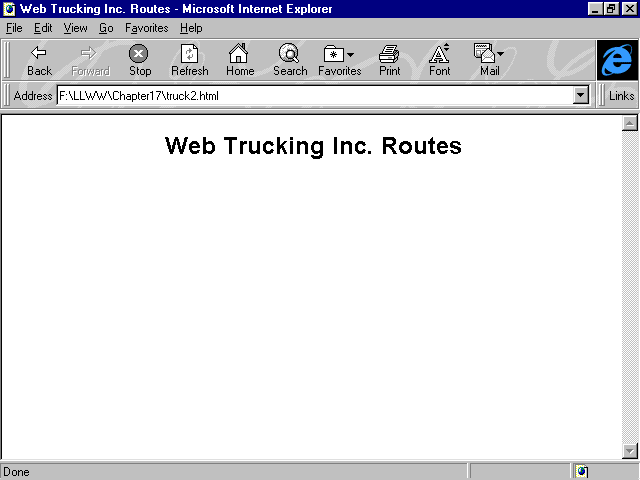 Web Trucking Inc. Routes - Microsoft Internet Explorer
File Edit View Go Favorites Help
Back Forward Stop Refresh Home Search Favorites Print Font Mail
Address F:\LLWW\Chapter17\truck2.html Links
Web Trucking Inc. Routes
Done